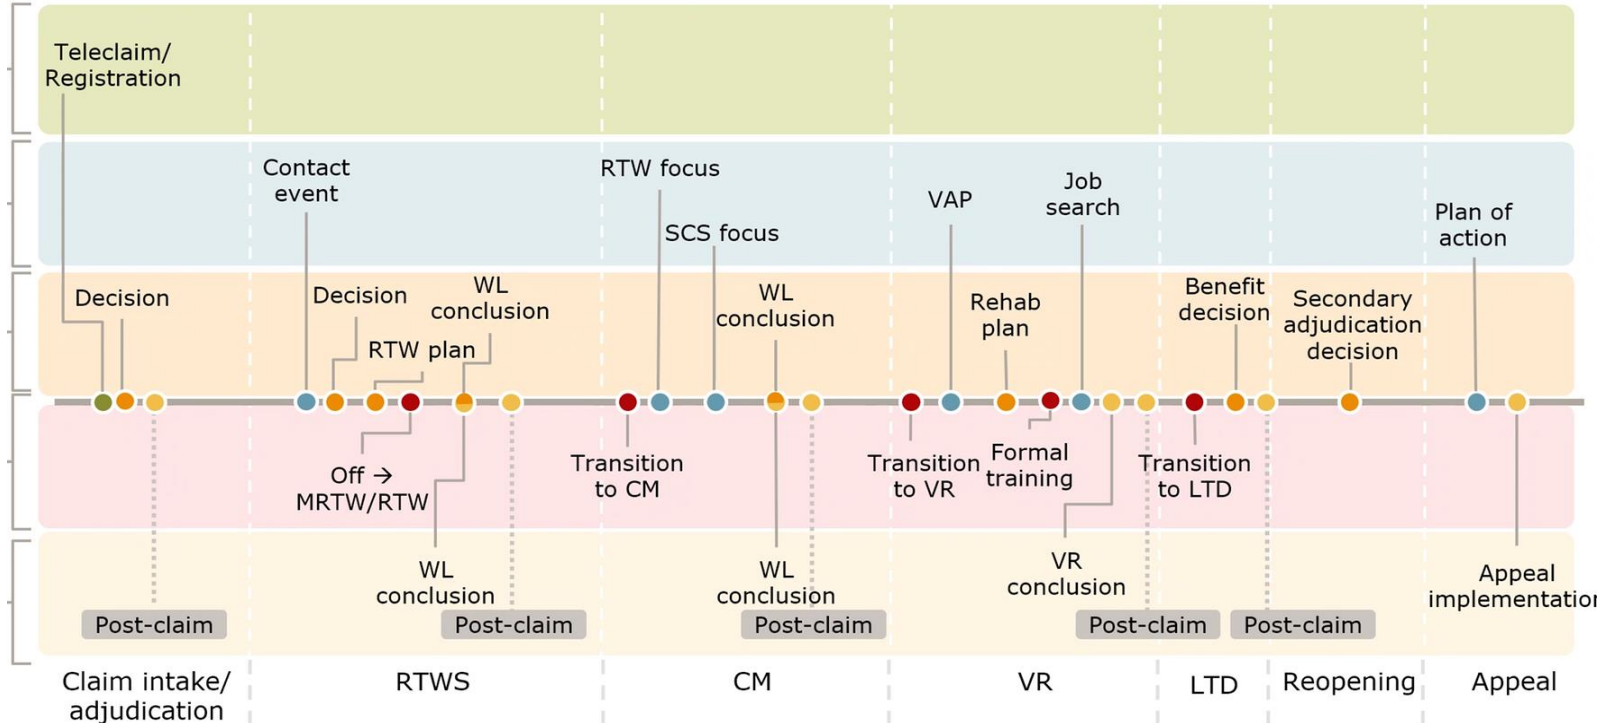 Teleclaim/
Registration
Contact
event
RTW focus
SCS focus
VAP
Job
search
Plan of
action
Decision
Decision
RTW plan
WL
conclusion
WL
conclusion
Rehab
plan
Benefit
decision
Secondary
adjudication
decision
Off →
MRTW/RTW
Transition
to CM
Transition
to VR
Formal
training
Transition
to LTD
WL
conclusion
WL
conclusion
VR
conclusion
Appeal
implementation
Post-claim
Post-claim
Post-claim
Post-claim
Post-claim
Claim intake/
adjudication
RTWS
CM
VR
LTD
Reopening
Appeal